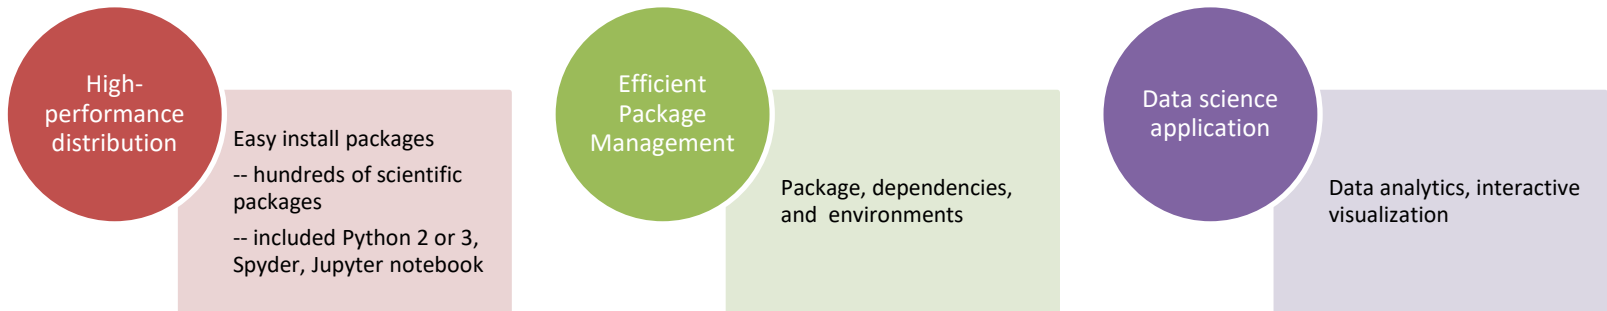 High-
performance
distribution
Easy install packages
-- hundreds of scientific
packages
-- included Python 2 or 3,
Spyder, Jupyter notebook
Efficient
Package
Management
Package, dependencies,
and  environments
Data science
application
Data analytics, interactive
visualization